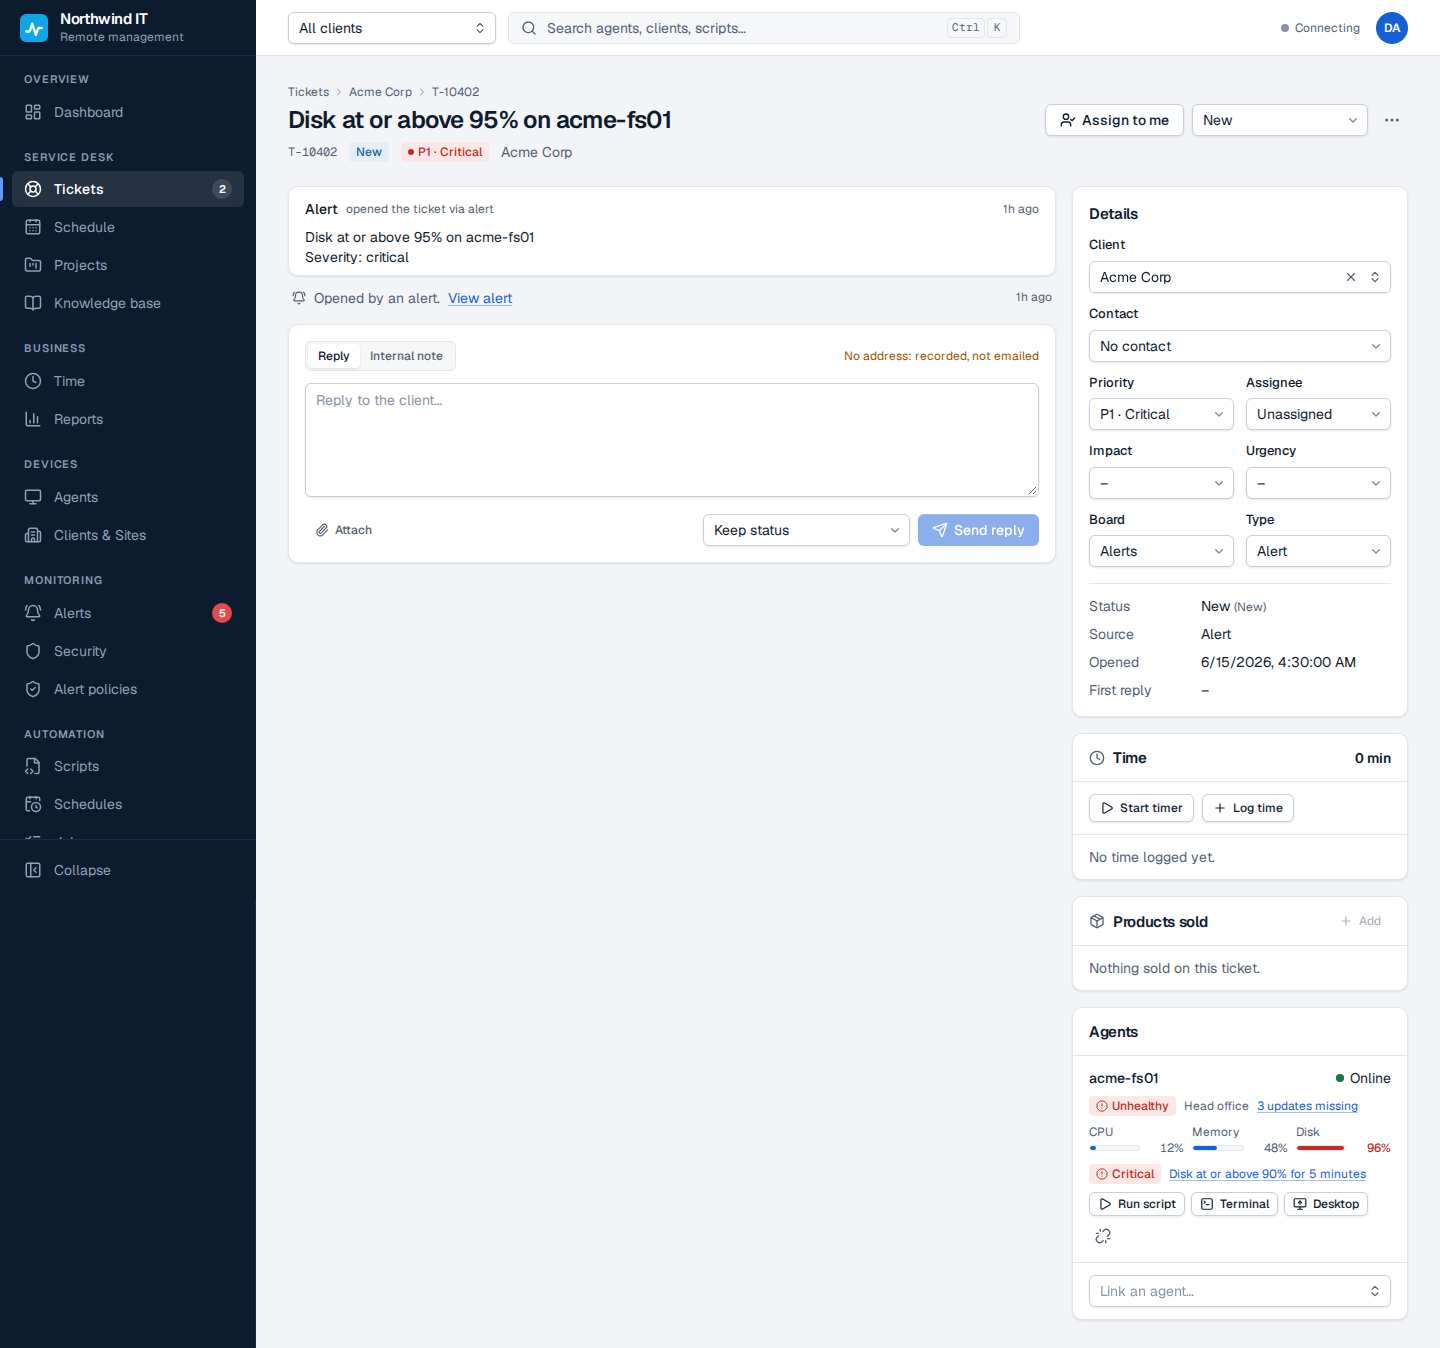 Northwind IT
Remote management
OVERVIEW
Dashboard
SERVICE DESK
Tickets 2
Schedule
Projects
Knowledge base
BUSINESS
Time
Reports
DEVICES
Agents
Clients & Sites
MONITORING
Alerts 5
Security
Alert policies
AUTOMATION
Scripts
Schedules
Collapse
All clients
Search agents, clients, scripts… Ctrl K
Connecting
DA
Tickets > Acme Corp > T-10402
Disk at or above 95% on acme-fs01
T-10402 New P1 · Critical Acme Corp
Assign to me
New
Alert opened the ticket via alert 1h ago
Disk at or above 95% on acme-fs01
Severity: critical
Opened by an alert. View alert 1h ago
Reply Internal note No address: recorded, not emailed
Reply to the client…
Attach Keep status Send reply
Details
Client
Acme Corp
Contact
No contact
Priority Assignee
P1 · Critical Unassigned
Impact Urgency
– –
Board Type
Alerts Alert
Status New (New)
Source Alert
Opened 6/15/2026, 4:30:00 AM
First reply –
Time 0 min
Start timer Log time
No time logged yet.
Products sold Add
Nothing sold on this ticket.
Agents
acme-fs01 Online
Unhealthy Head office 3 updates missing
CPU Memory Disk
12% 48% 96%
Critical Disk at or above 90% for 5 minutes
Run script Terminal Desktop
Link an agent…